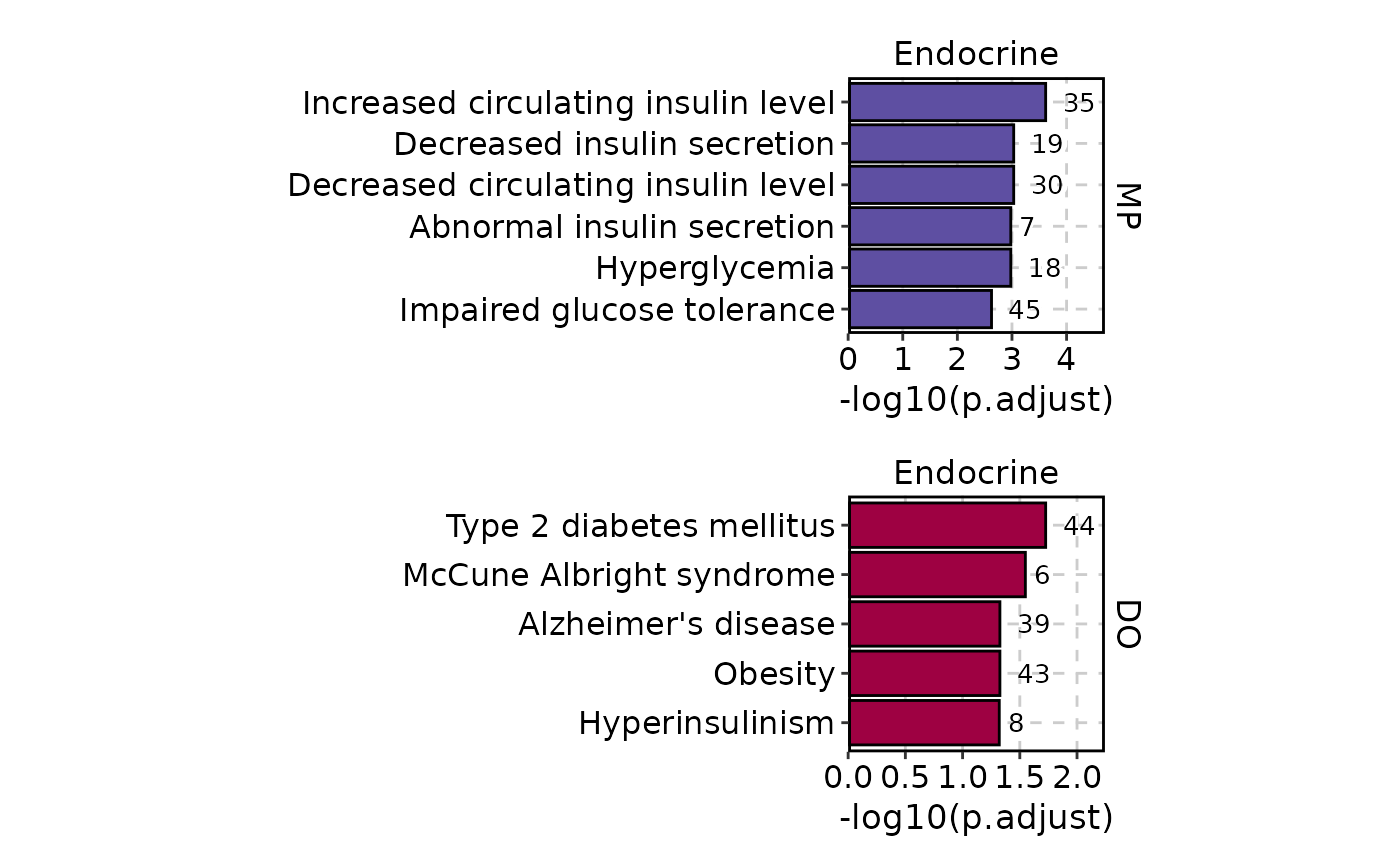 Endocrine
Increased circulating insulin level 35
Decreased insulin secretion 19
Decreased circulating insulin level 30
Abnormal insulin secretion 7
Hyperglycemia 18
Impaired glucose tolerance 45
MP
0 1 2 3 4
-log10(p.adjust)
Endocrine
Type 2 diabetes mellitus 44
McCune Albright syndrome 6
Alzheimer's disease 39
Obesity 43
Hyperinsulinism 8
DO
0.0 0.5 1.0 1.5 2.0
-log10(p.adjust)